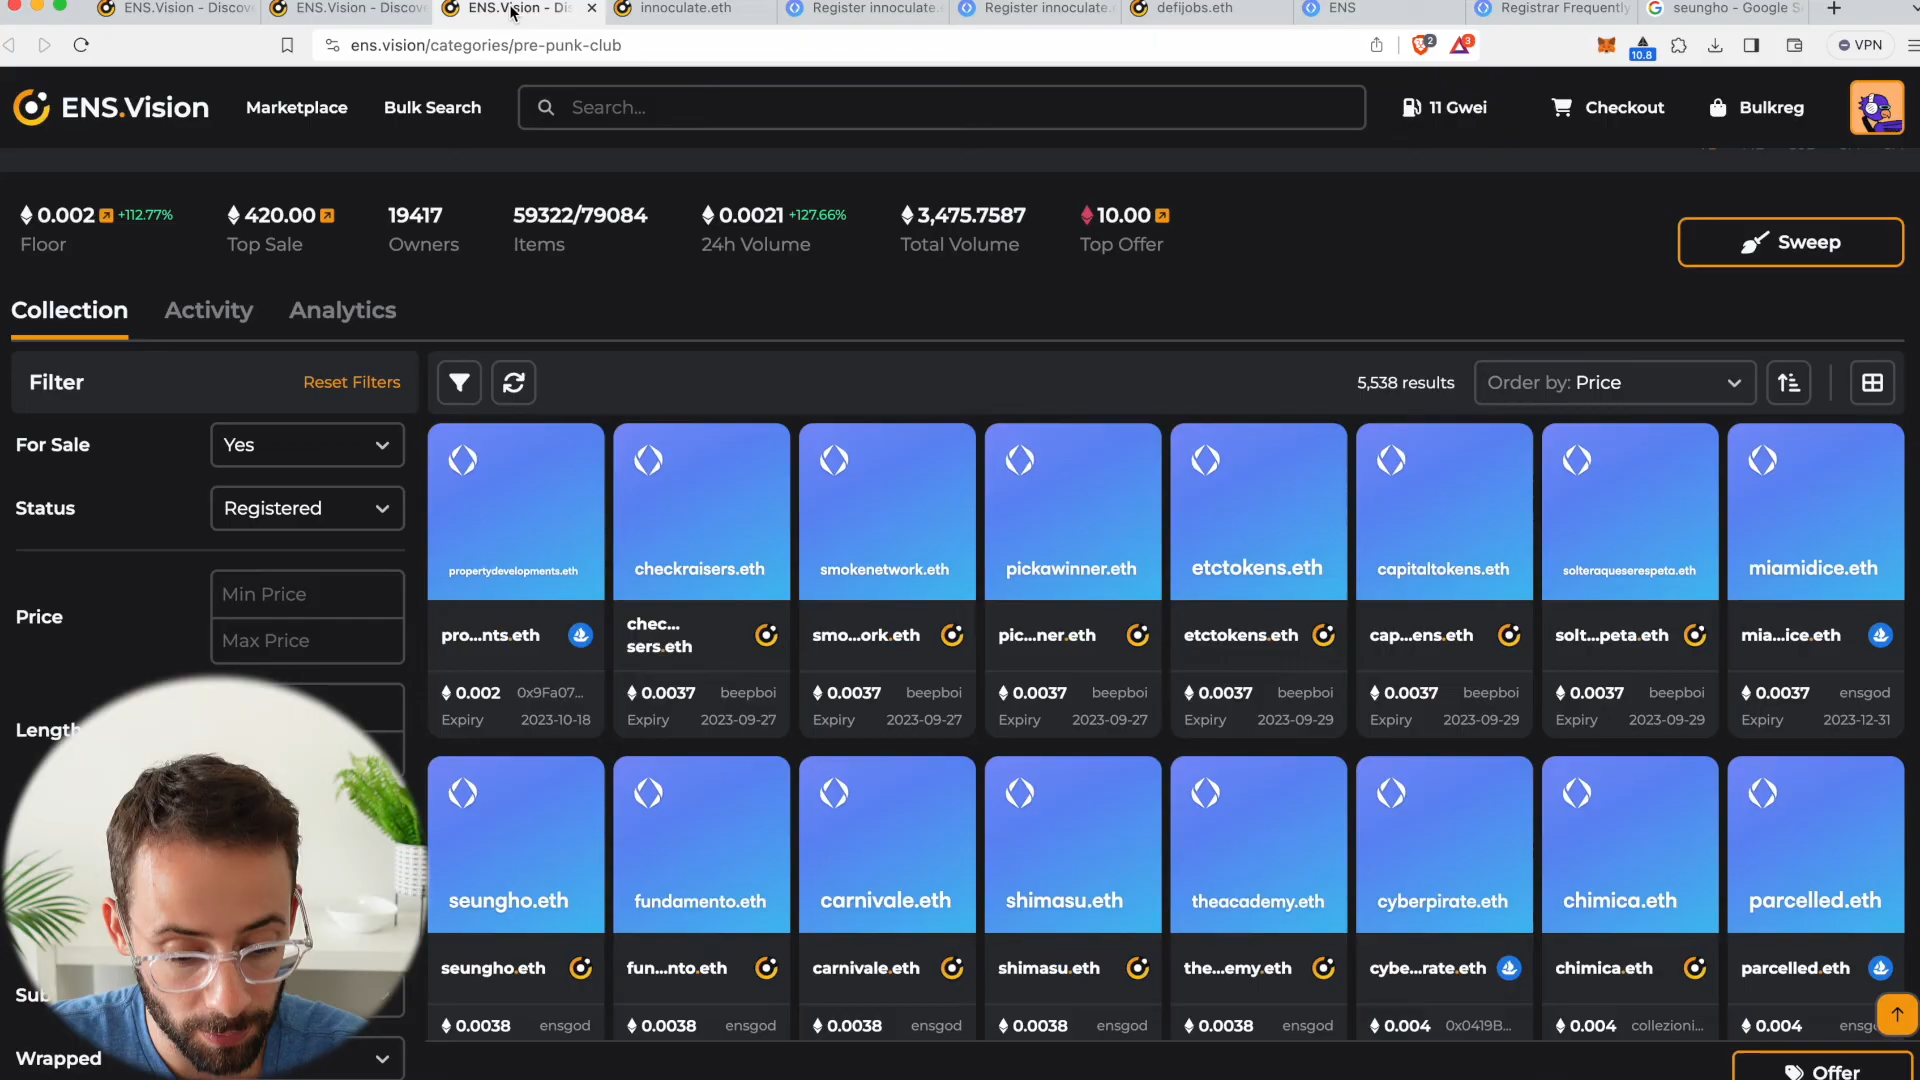 ENS.Vision - Discov
ENS.Vision - Discov
ENS.Vision - Di
innoculate.eth
Register innoculate.
Register innoculate.
defijobs.eth
ENS
Registrar Frequently
seungho - Google S
ens.vision/categories/pre-punk-club
2
3
10.8
VPN
ENS.Vision
Marketplace
Bulk Search
Search...
11 Gwei
Checkout
Bulkreg
0.002 +112.77%
Floor
420.00
Top Sale
19417
Owners
59322/79084
Items
0.0021 +127.66%
24h Volume
3,475.7587
Total Volume
10.00
Top Offer
Sweep
Collection
Activity
Analytics
Filter
Reset Filters
5,538 results
Order by: Price
For Sale
Yes
Status
Registered
Price
Min Price
Max Price
Length
Wrapped
propertydevelopments.eth
pro...nts.eth
0.002 0x9Fa07...
Expiry 2023-10-18
checkraisers.eth
chec...
sers.eth
0.0037 beepboi
Expiry 2023-09-27
smokenetwork.eth
smo...ork.eth
0.0037 beepboi
Expiry 2023-09-27
pickawinner.eth
pic...ner.eth
0.0037 beepboi
Expiry 2023-09-27
etctokens.eth
etctokens.eth
0.0037 beepboi
Expiry 2023-09-29
capitaltokens.eth
cap...ens.eth
0.0037 beepboi
Expiry 2023-09-29
solteraqueserespeta.eth
solt...peta.eth
0.0037 beepboi
Expiry 2023-09-29
miamidice.eth
mia...ice.eth
0.0037 ensgod
Expiry 2023-12-31
seungho.eth
seungho.eth
0.0038 ensgod
fundamento.eth
fun...nto.eth
0.0038 ensgod
carnivale.eth
carnivale.eth
0.0038 ensgod
shimasu.eth
shimasu.eth
0.0038 ensgod
theacademy.eth
the...emy.eth
0.0038 ensgod
cyberpirate.eth
cybe...rate.eth
0.004 0x0419B...
chimica.eth
chimica.eth
0.004 collezioni...
parcelled.eth
parcelled.eth
0.004
Offer